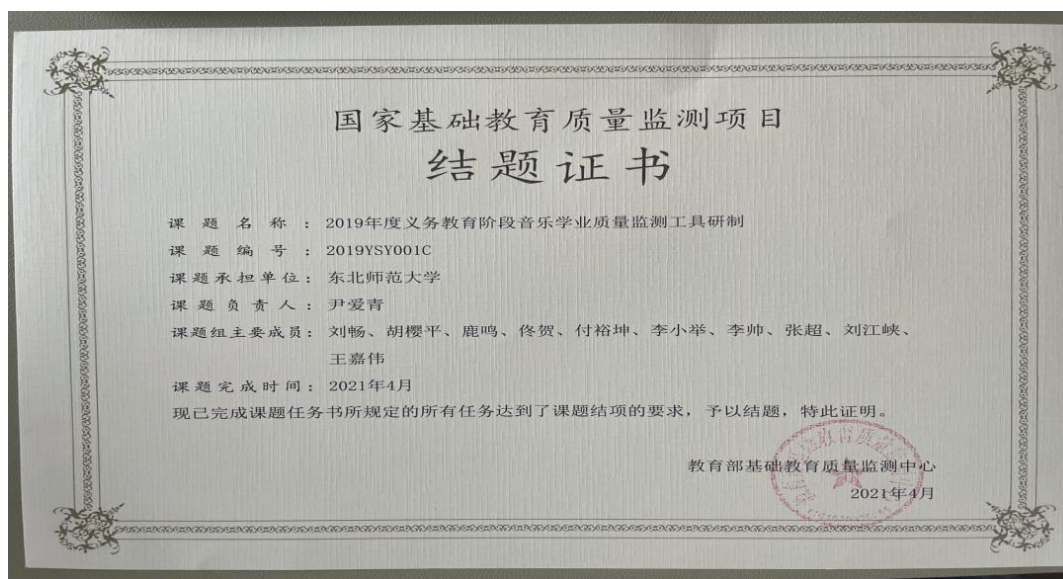 国家基础教育质量监测项目
结题证书
课题名称：2019年度义务教育阶段音乐学业质量监测工具研制
课题编号：2019YSY001C
课题承担单位：东北师范大学
课题负责人：尹爱青
课题组主要成员：刘畅、胡樱平、鹿鸣、佟贺、付裕坤、李小举、李帅、张超、刘江峡、
王嘉伟
课题完成时间：2021年4月
现已完成课题任务书所规定的所有任务达到了课题结项的要求，予以结题，特此证明。
教育部基础教育质量监测中心
2021年4月